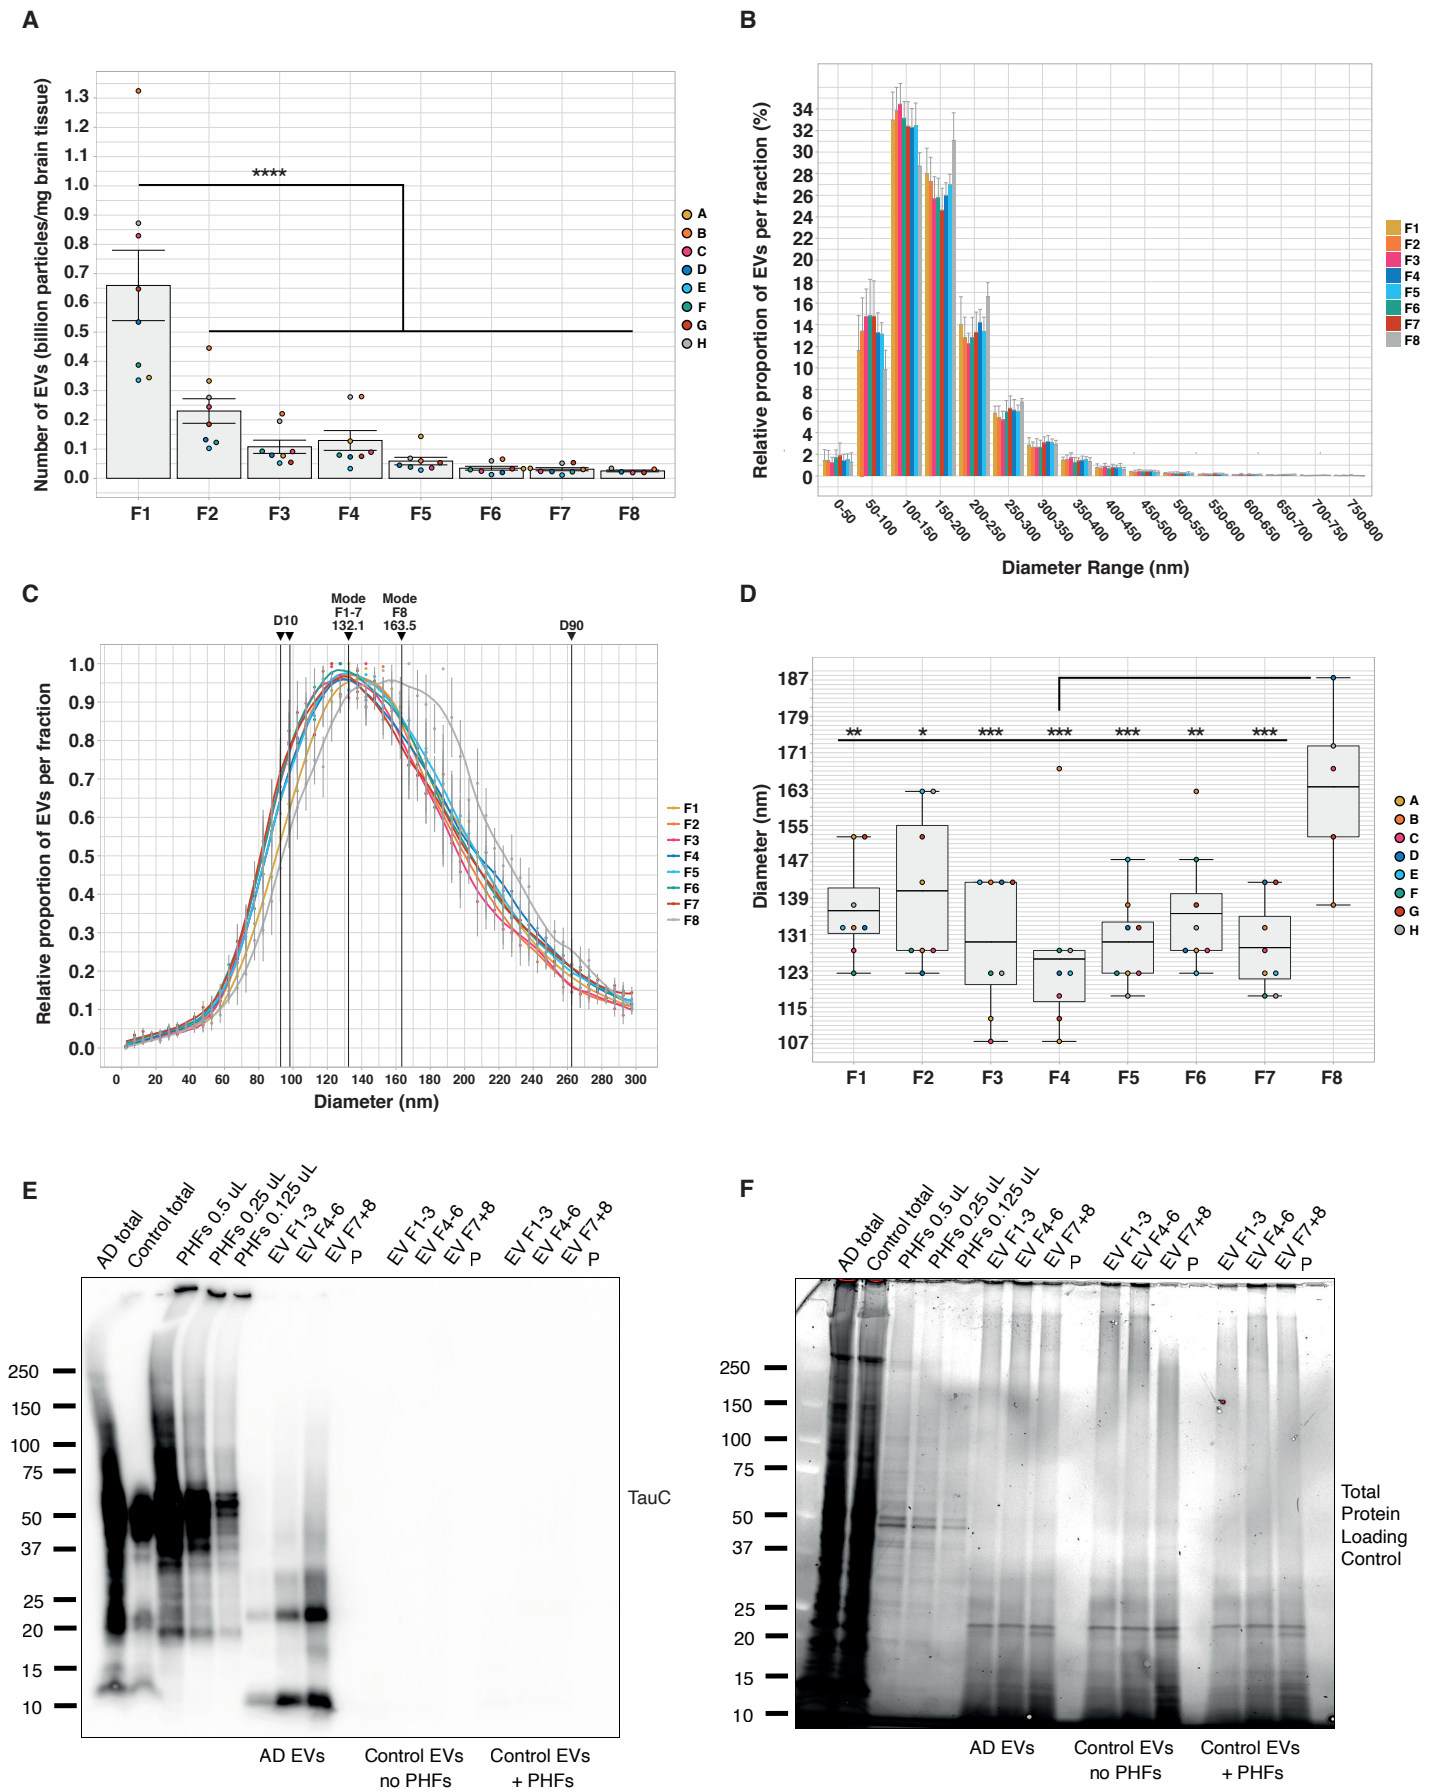 A
Number of EVs (billion particles/mg brain tissue)
1.3
1.2
1.1
1.0
0.9
0.8
0.7
0.6
0.5
0.4
0.3
0.2
0.1
0.0
****
F1 F2 F3 F4 F5 F6 F7 F8
A
B
C
D
E
F
G
H
B
Relative proportion of EVs per fraction (%)
34
32
30
28
26
24
22
20
18
16
14
12
10
8
6
4
2
0
0-50 50-100 100-150 150-200 200-250 250-300 300-350 350-400 400-450 450-500 500-550 550-600 600-650 650-700 700-750 750-800
Diameter Range (nm)
F1
F2
F3
F4
F5
F6
F7
F8
C
D10
Mode
F1-7
132.1
Mode
F8
163.5
D90
Relative proportion of EVs per fraction
1.0
0.9
0.8
0.7
0.6
0.5
0.4
0.3
0.2
0.1
0.0
0 20 40 60 80 100 120 140 160 180 200 220 240 260 280 300
Diameter (nm)
F1
F2
F3
F4
F5
F6
F7
F8
D
Diameter (nm)
187
179
171
163
155
147
139
131
123
115
107
** * *** *** *** ** ***
F1 F2 F3 F4 F5 F6 F7 F8
A
B
C
D
E
F
G
H
E
AD total Control total PHFs 0.5 uL PHFs 0.25 uL PHFs 0.125 uL EV F1-3 EV F4-6 EV F7+8 P EV F1-3 EV F4-6 EV F7+8 P EV F1-3 EV F4-6 EV F7+8 P
250
150
100
75
50
37
25
20
15
10
TauC
AD EVs
Control EVs
no PHFs
Control EVs
+ PHFs
F
AD total Control total PHFs 0.5 uL PHFs 0.25 uL PHFs 0.125 uL EV F1-3 EV F4-6 EV F7+8 P EV F1-3 EV F4-6 EV F7+8 P EV F1-3 EV F4-6 EV F7+8 P
250
150
100
75
50
37
25
20
15
10
Total
Protein
Loading
Control
AD EVs
Control EVs
no PHFs
Control EVs
+ PHFs